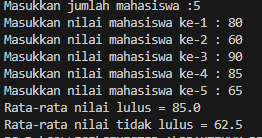 Masukkan jumlah mahasiswa :5
Masukkan nilai mahasiswa ke-1 : 80
Masukkan nilai mahasiswa ke-2 : 60
Masukkan nilai mahasiswa ke-3 : 90
Masukkan nilai mahasiswa ke-4 : 85
Masukkan nilai mahasiswa ke-5 : 65
Rata-rata nilai lulus = 85.0
Rata-rata nilai tidak lulus = 62.5